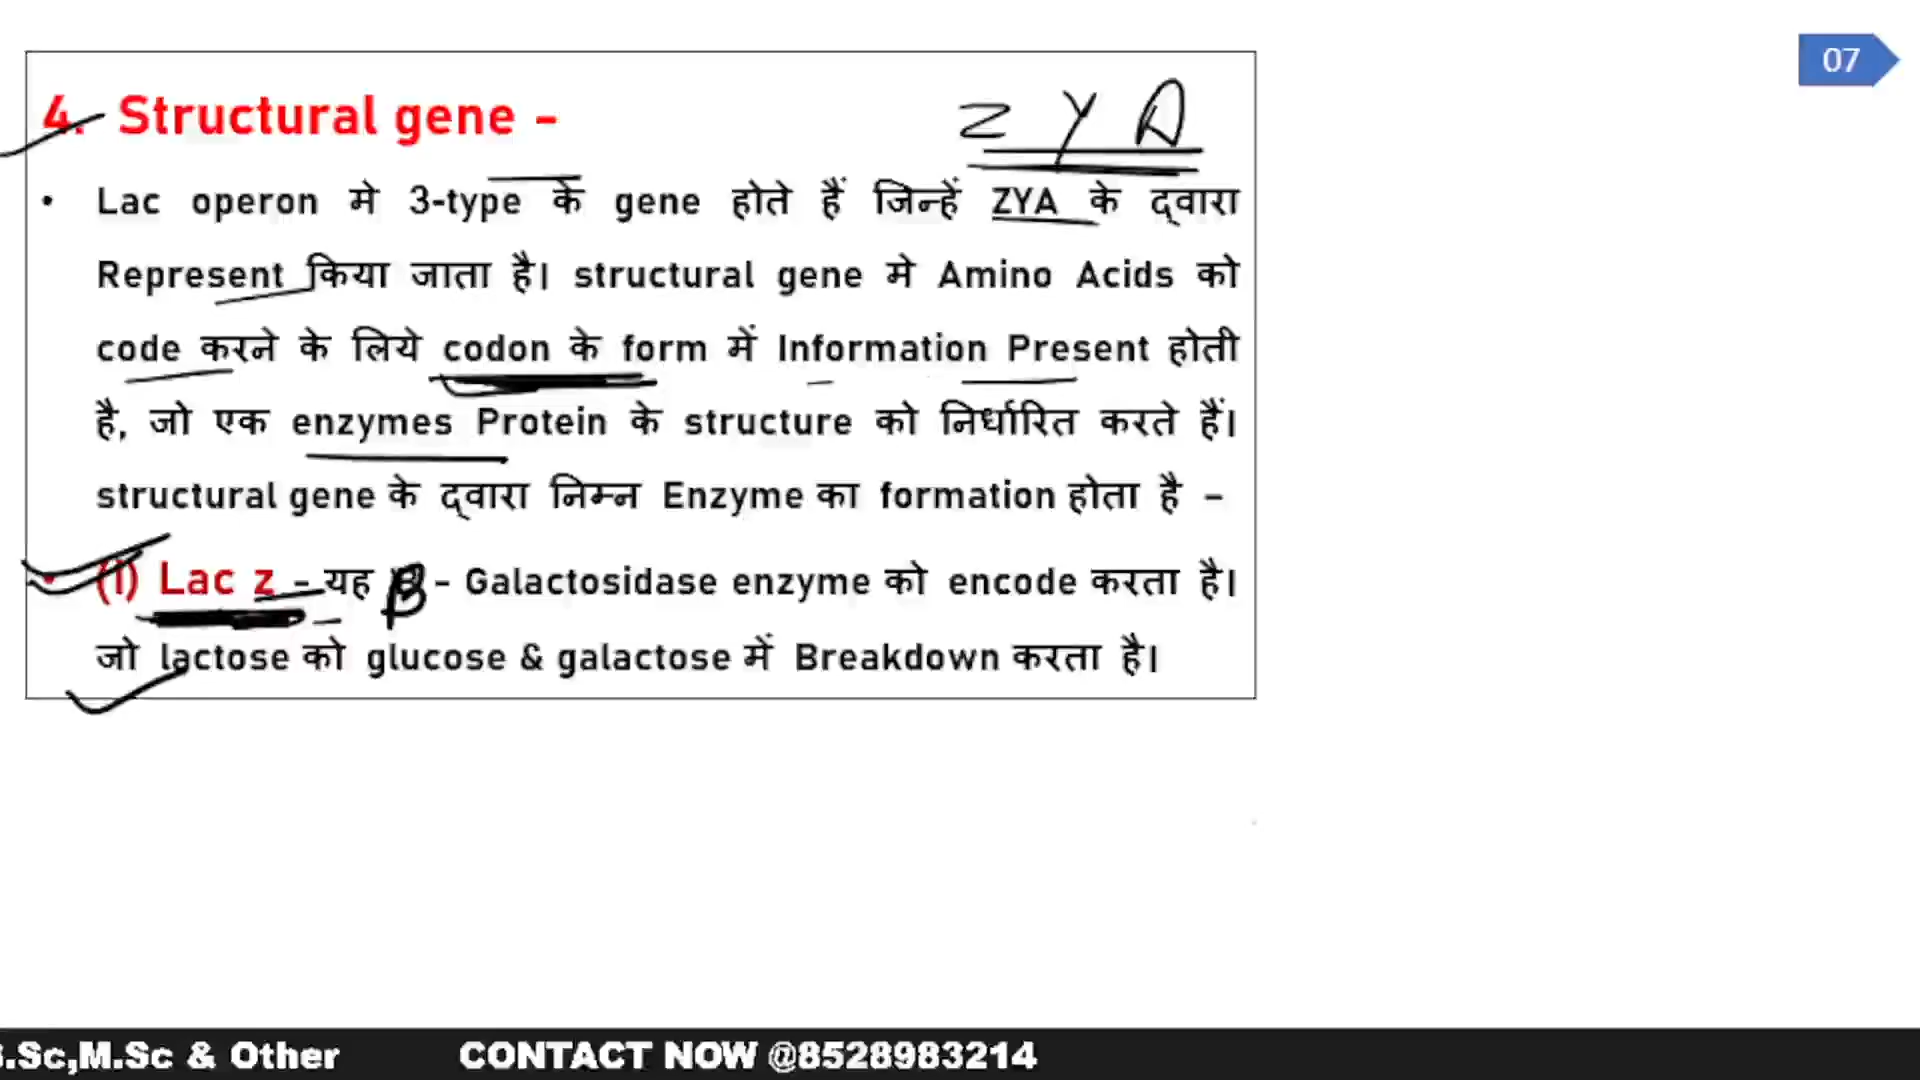 07
4. Structural gene -
Z Y A
• Lac operon मे 3-type के gene होते हैं जिन्हें ZYA के द्वारा
Represent किया जाता है। structural gene मे Amino Acids को
code करने के लिये codon के form में Information Present होती
है, जो एक enzymes Protein के structure को निर्धारित करते हैं।
structural gene के द्वारा निम्न Enzyme का formation होता है -
• (i) Lac z - यह β - Galactosidase enzyme को encode करता है।
जो lactose को glucose & galactose में Breakdown करता है।
.Sc,M.Sc & Other CONTACT NOW @8528983214